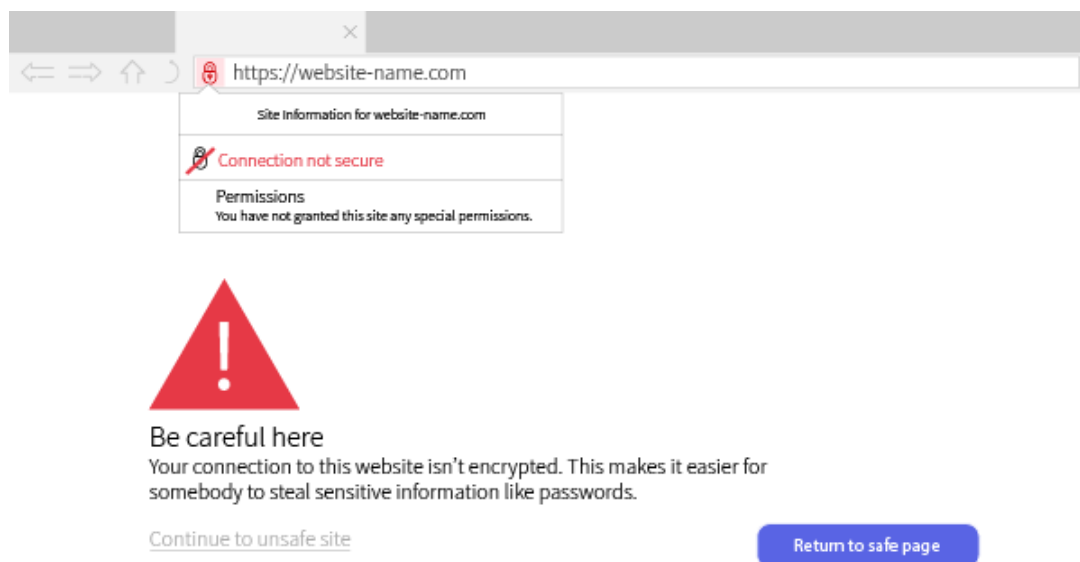 https://website-name.com
Site Information for website-name.com
Connection not secure
Permissions
You have not granted this site any special permissions.
Be careful here
Your connection to this website isn't encrypted. This makes it easier for
somebody to steal sensitive information like passwords.
Continue to unsafe site
Return to safe page